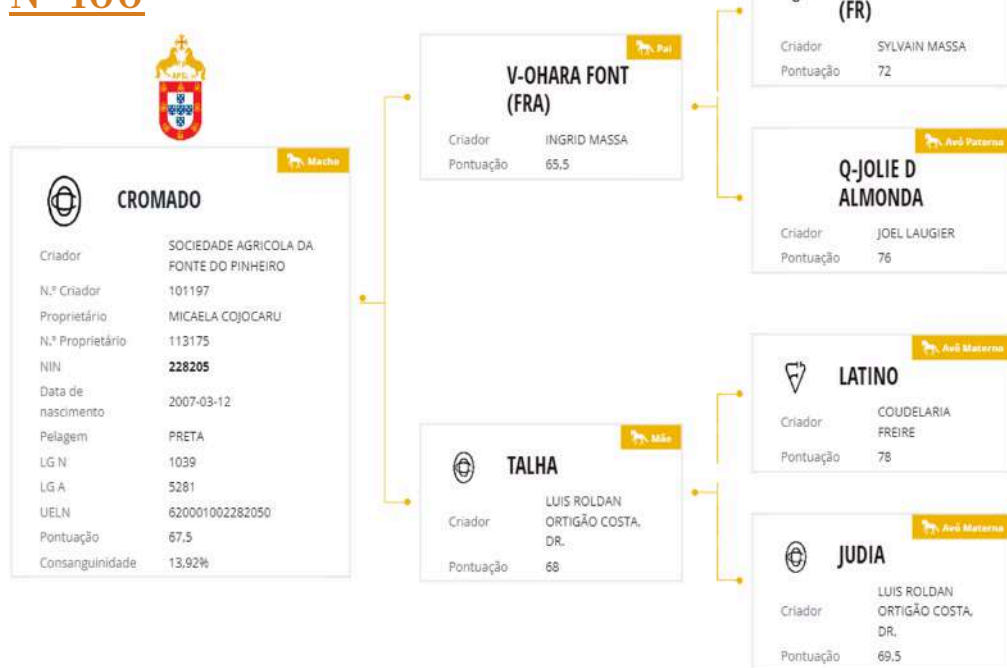 Nº 106
Macho
CROMADO
Criador SOCIEDADE AGRICOLA DA
FONTE DO PINHEIRO
N.º Criador 101197
Proprietário MICAELA COJOCARU
N.º Proprietário 113175
NIN 228205
Data de
nascimento 2007-03-12
Pelagem PRETA
LG N 1039
LG A 5281
UELN 620001002282050
Pontuação 67,5
Consanguinidade 13,92%
Pai
V-OHARA FONT
(FRA)
Criador INGRID MASSA
Pontuação 65,5
Mãe
TALHA
LUIS ROLDAN
Criador ORTIGÃO COSTA,
DR.
Pontuação 68
(FR)
Criador SYLVAIN MASSA
Pontuação 72
Avó Paterna
Q-JOLIE D
ALMONDA
Criador JOEL LAUGIER
Pontuação 76
Avô Materno
LATINO
Criador COUDELARIA
FREIRE
Pontuação 78
Avó Materna
JUDIA
LUIS ROLDAN
Criador ORTIGÃO COSTA,
DR.
Pontuação 69,5